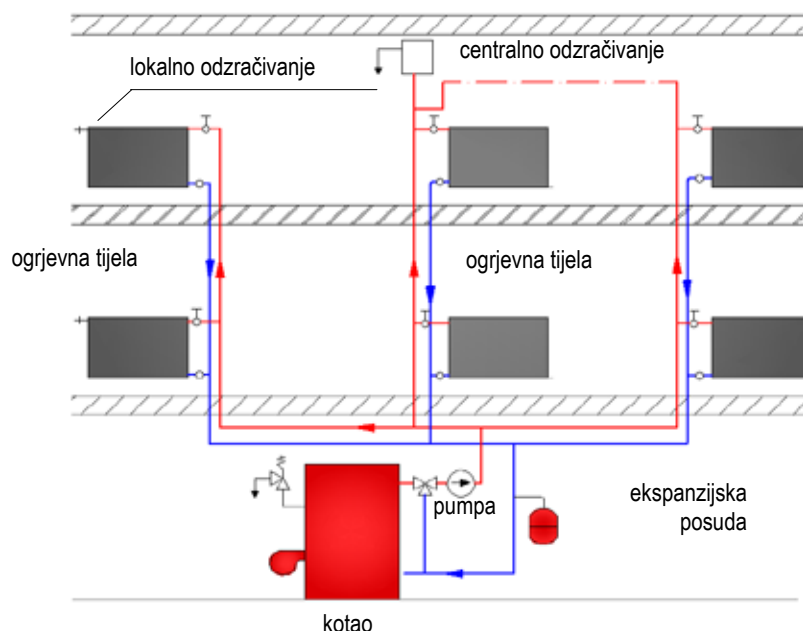 centralno odzračivanje
lokalno odzračivanje
ogrjevna tijela
ogrjevna tijela
pumpa
ekspanzijska
posuda
kotao